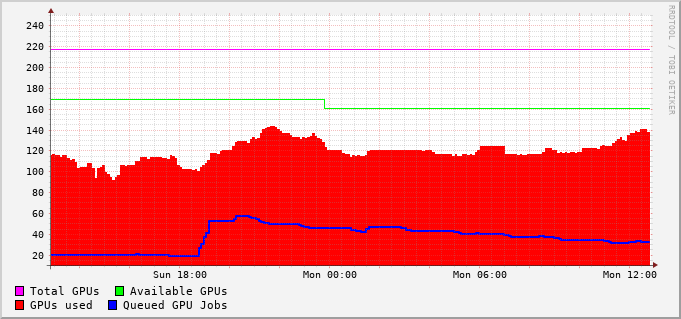 RRDTOOL / TOBI OETIKER
220
200
180
160
140
120
100
80
60
40
20
Sun 18:00 Mon 00:00 Mon 06:00 Mon 12:00
Total GPUs Available GPUs
GPUs used Queued GPU Jobs